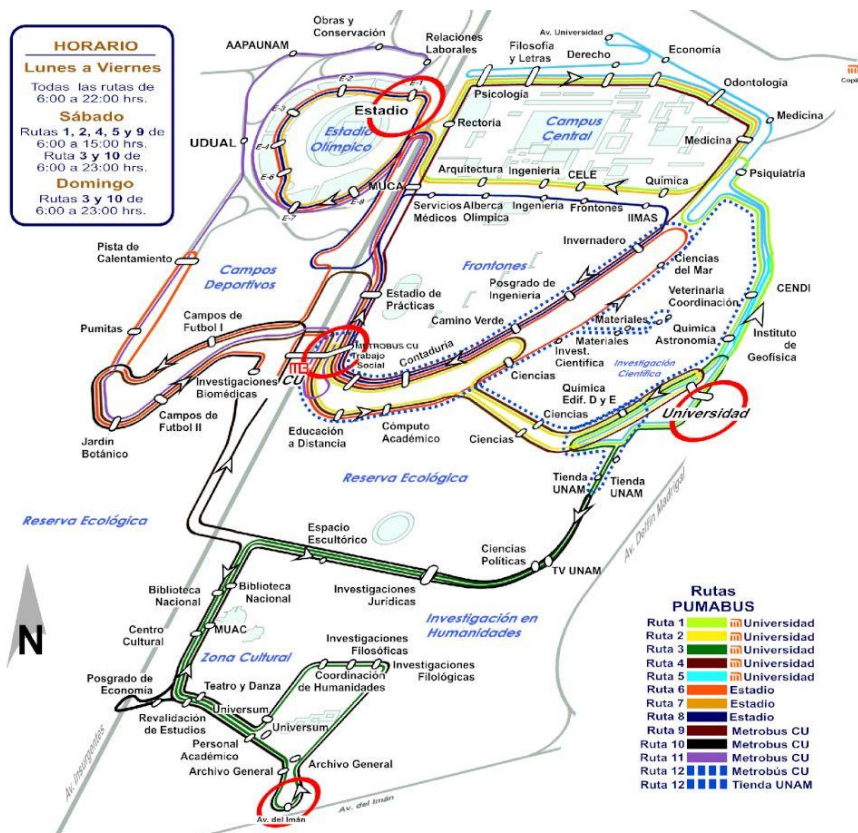 HORARIO
Lunes a Viernes
Todas las rutas de
6:00 a 22:00 hrs.
Sábado
Rutas 1, 2, 4, 5 y 9 de
6:00 a 15:00 hrs.
Ruta 3 y 10 de
6:00 a 23:00 hrs.
Domingo
Rutas 3 y 10 de
6:00 a 23:00 hrs.
Obras y
Conservación
AAPAUNAM
Relaciones
Laborales
Av. Universidad
Filosofía
y Letras
Derecho
Economía
Psicología
Odontología
Medicina
Medicina
Psiquiatría
E-1
E-2
E-3
E-4
E-6
E-7
E-8
Estadio
Estadio
Olímpico
UDUAL
Rectoría
Campus
Central
Arquitectura
Ingeniería
CELE
Química
MUCA
Servicios
Médicos
Alberca
Olímpica
Ingeniería
Frontones
IIMAS
Invernadero
Pista de
Calentamiento
Campos
Deportivos
Frontones
Ciencias
del Mar
Posgrado de
Ingeniería
Veterinaria
Coordinación
CENDI
Estadio de
Prácticas
Pumitas
Campos de
Futbol I
Camino Verde
Materiales
Materiales
Química
Astronomía
Instituto
de
Geofísica
METROBUS CU
Trabajo
Social
CU
Contaduría
Invest.
Científica
Investigación
Científica
Ciencias
Investigaciones
Biomédicas
Campos
de Futbol II
Jardín
Botánico
Química
Edif. D y E
Universidad
Educación
a Distancia
Cómputo
Académico
Ciencias
Ciencias
Reserva Ecológica
Tienda
UNAM
Tienda
UNAM
Av. Delfín Madrigal
Reserva Ecológica
Espacio
Escultórico
Ciencias
Políticas
TV UNAM
Investigaciones
Jurídicas
Biblioteca
Nacional
Biblioteca
Nacional
Investigación en
Humanidades
N
Centro
Cultural
MUAC
Zona Cultural
Investigaciones
Filosóficas
Coordinación
de Humanidades
Investigaciones
Filológicas
Posgrado de
Economía
Teatro y Danza
Revalidación
de Estudios
Universum
Universum
Personal
Académico
Archivo General
Archivo General
Av. Insurgentes
Av. del Imán
Av. del Imán
Rutas
PUMABUS
Ruta 1 Universidad
Ruta 2 Universidad
Ruta 3 Universidad
Ruta 4 Universidad
Ruta 5 Universidad
Ruta 6 Estadio
Ruta 7 Estadio
Ruta 8 Estadio
Ruta 9 Metrobus CU
Ruta 10 Metrobus CU
Ruta 11 Metrobus CU
Ruta 12 Metrobús CU
Ruta 12 Tienda UNAM